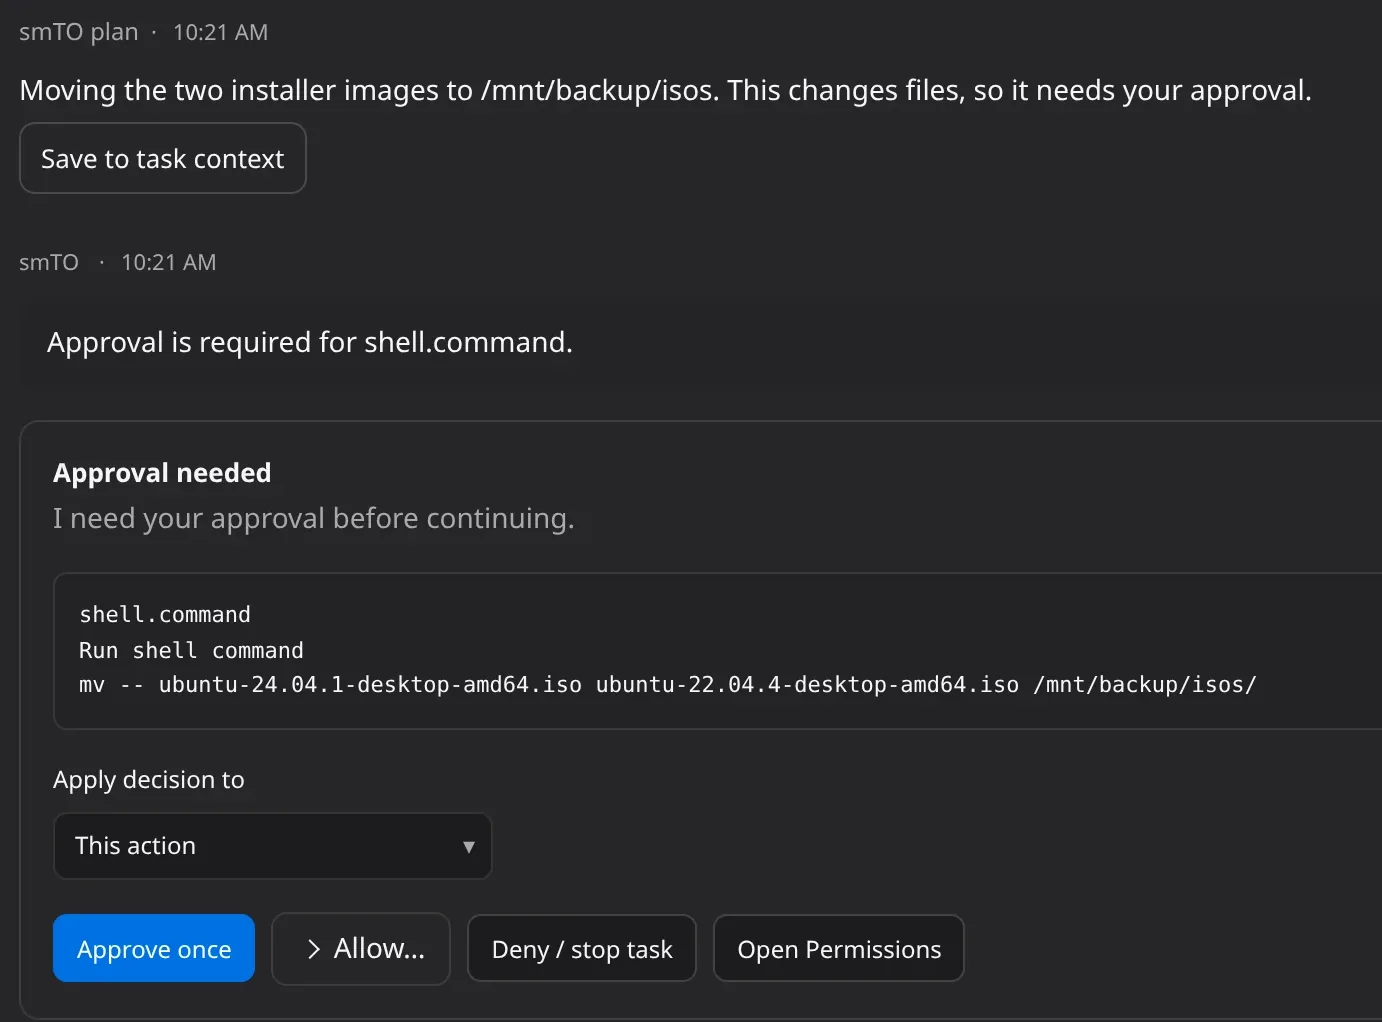 smTO plan · 10:21 AM
Moving the two installer images to /mnt/backup/isos. This changes files, so it needs your approval.
Save to task context
smTO · 10:21 AM
Approval is required for shell.command.
Approval needed
I need your approval before continuing.
shell.command
Run shell command
mv -- ubuntu-24.04.1-desktop-amd64.iso ubuntu-22.04.4-desktop-amd64.iso /mnt/backup/isos/
Apply decision to
This action ▾
Approve once > Allow... Deny / stop task Open Permissions